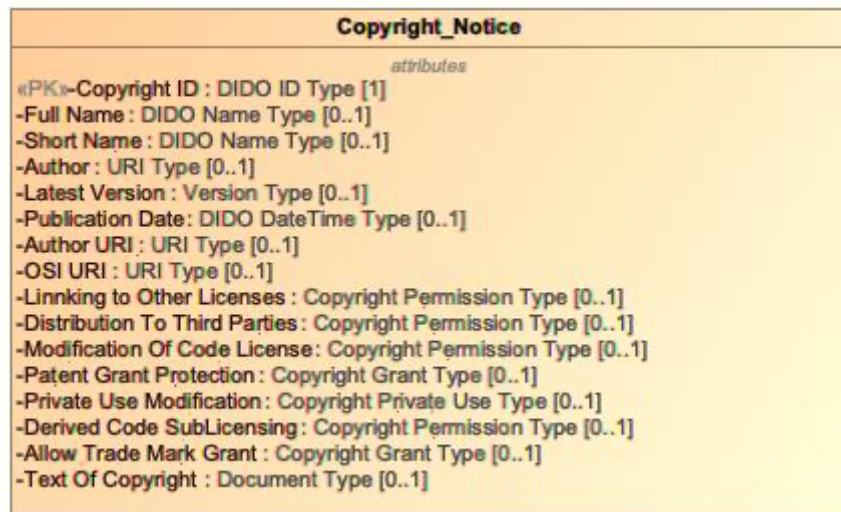 Copyright_Notice
attributes
«PK»-Copyright ID : DIDO ID Type [1]
-Full Name : DIDO Name Type [0..1]
-Short Name : DIDO Name Type [0..1]
-Author : URI Type [0..1]
-Latest Version : Version Type [0..1]
-Publication Date : DIDO DateTime Type [0..1]
-Author URI : URI Type [0..1]
-OSI URI : URI Type [0..1]
-Linnking to Other Licenses : Copyright Permission Type [0..1]
-Distribution To Third Parties : Copyright Permission Type [0..1]
-Modification Of Code License : Copyright Permission Type [0..1]
-Patent Grant Protection : Copyright Grant Type [0..1]
-Private Use Modification : Copyright Private Use Type [0..1]
-Derived Code SubLicensing : Copyright Permission Type [0..1]
-Allow Trade Mark Grant : Copyright Grant Type [0..1]
-Text Of Copyright : Document Type [0..1]